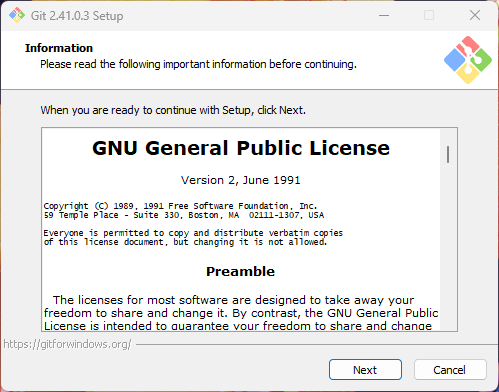 Git 2.41.0.3 Setup
Information
Please read the following important information before continuing.
When you are ready to continue with Setup, click Next.
GNU General Public License
Version 2, June 1991
Copyright (C) 1989, 1991 Free Software Foundation, Inc.
59 Temple Place - Suite 330, Boston, MA  02111-1307, USA
Everyone is permitted to copy and distribute verbatim copies
of this license document, but changing it is not allowed.
Preamble
The licenses for most software are designed to take away your
freedom to share and change it. By contrast, the GNU General Public
License is intended to guarantee your freedom to share and change
https://gitforwindows.org/
Next
Cancel